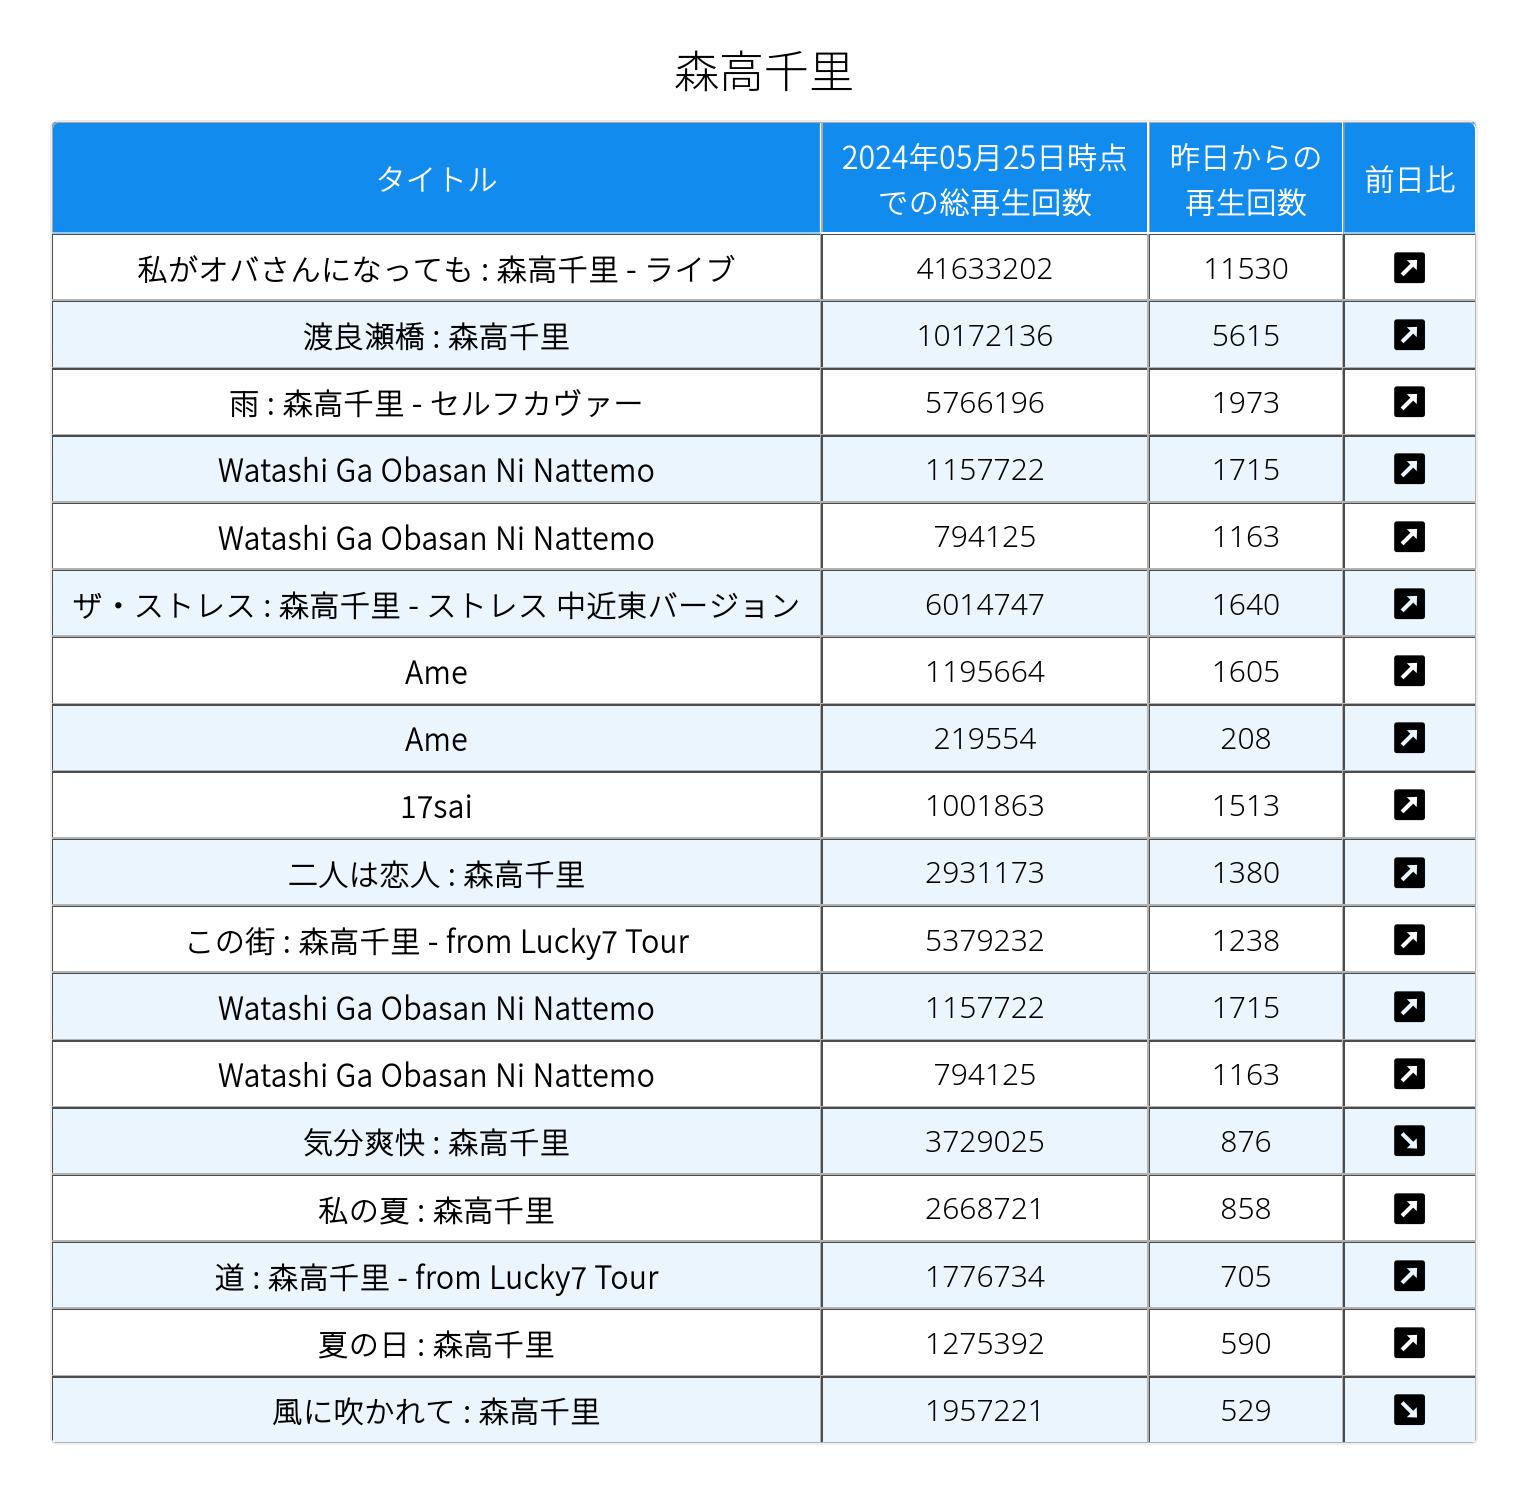 森高千里
タイトル
2024年05月25日時点
での総再生回数
昨日からの
再生回数
前日比
私がオバさんになっても : 森高千里 - ライブ 41633202 11530
渡良瀬橋 : 森高千里 10172136 5615
雨 : 森高千里 - セルフカヴァー 5766196 1973
Watashi Ga Obasan Ni Nattemo 1157722 1715
Watashi Ga Obasan Ni Nattemo 794125 1163
ザ・ストレス : 森高千里 - ストレス 中近東バージョン 6014747 1640
Ame 1195664 1605
Ame 219554 208
17sai 1001863 1513
二人は恋人 : 森高千里 2931173 1380
この街 : 森高千里 - from Lucky7 Tour 5379232 1238
Watashi Ga Obasan Ni Nattemo 1157722 1715
Watashi Ga Obasan Ni Nattemo 794125 1163
気分爽快 : 森高千里 3729025 876
私の夏 : 森高千里 2668721 858
道 : 森高千里 - from Lucky7 Tour 1776734 705
夏の日 : 森高千里 1275392 590
風に吹かれて : 森高千里 1957221 529